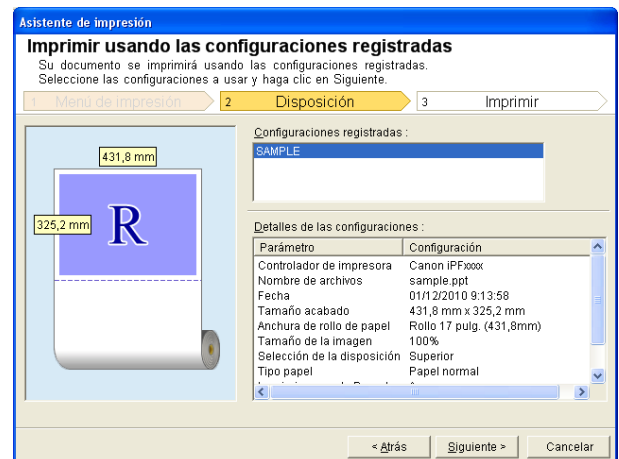 Asistente de impresión
Imprimir usando las configuraciones registradas
Su documento se imprimirá usando las configuraciones registradas.
Seleccione las configuraciones a usar y haga clic en Siguiente.
1 Menú de impresión 2 Disposición 3 Imprimir
431,8 mm
325,2 mm
R
Configuraciones registradas :
SAMPLE
Detalles de las configuraciones :
Parámetro Configuración
Controlador de impresora Canon iPFxxxx
Nombre de archivos sample.ppt
Fecha 01/12/2010 9:13:58
Tamaño acabado 431,8 mm x 325,2 mm
Anchura de rollo de papel Rollo 17 pulg. (431,8mm)
Tamaño de la imagen 100%
Selección de la disposición Superior
Tipo papel Papel normal
< Atrás Siguiente > Cancelar